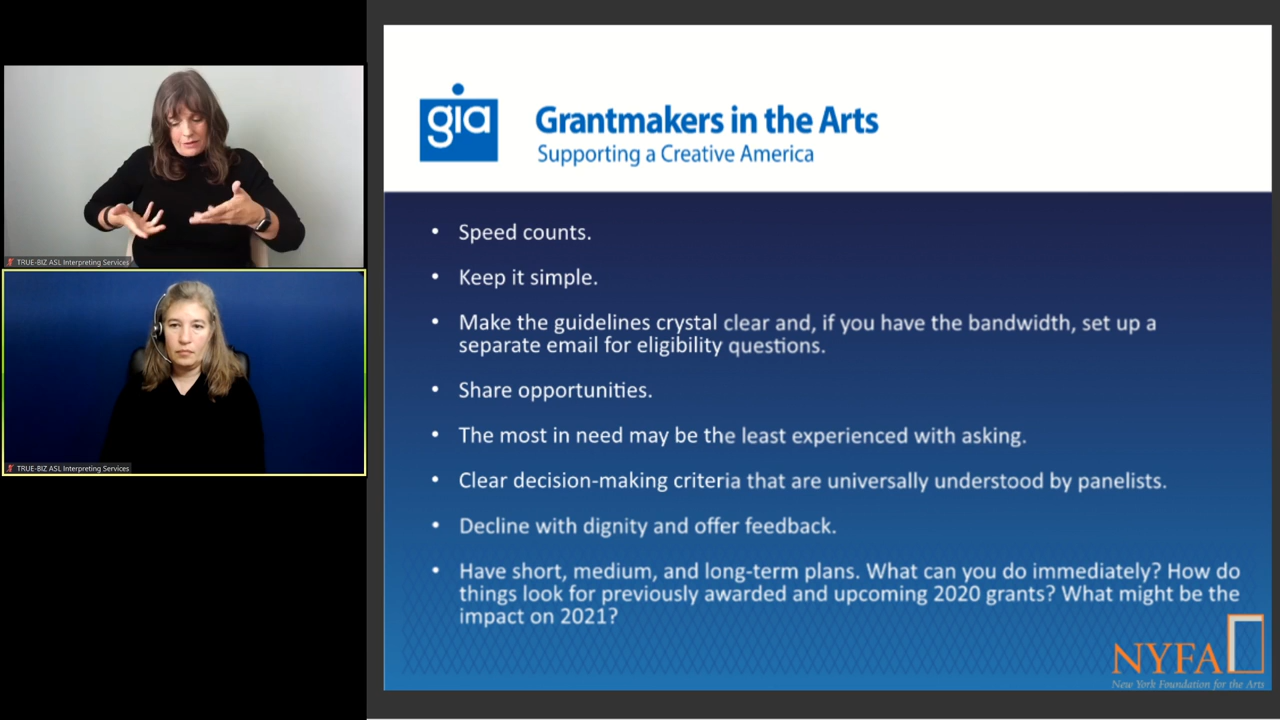 TRUE-BIZ ASL Interpreting Services
TRUE-BIZ ASL Interpreting Services
gia
Grantmakers in the Arts
Supporting a Creative America
• Speed counts.
• Keep it simple.
• Make the guidelines crystal clear and, if you have the bandwidth, set up a
separate email for eligibility questions.
• Share opportunities.
• The most in need may be the least experienced with asking.
• Clear decision-making criteria that are universally understood by panelists.
• Decline with dignity and offer feedback.
• Have short, medium, and long-term plans. What can you do immediately? How do
things look for previously awarded and upcoming 2020 grants? What might be the
impact on 2021?
NYFA
New York Foundation for the Arts